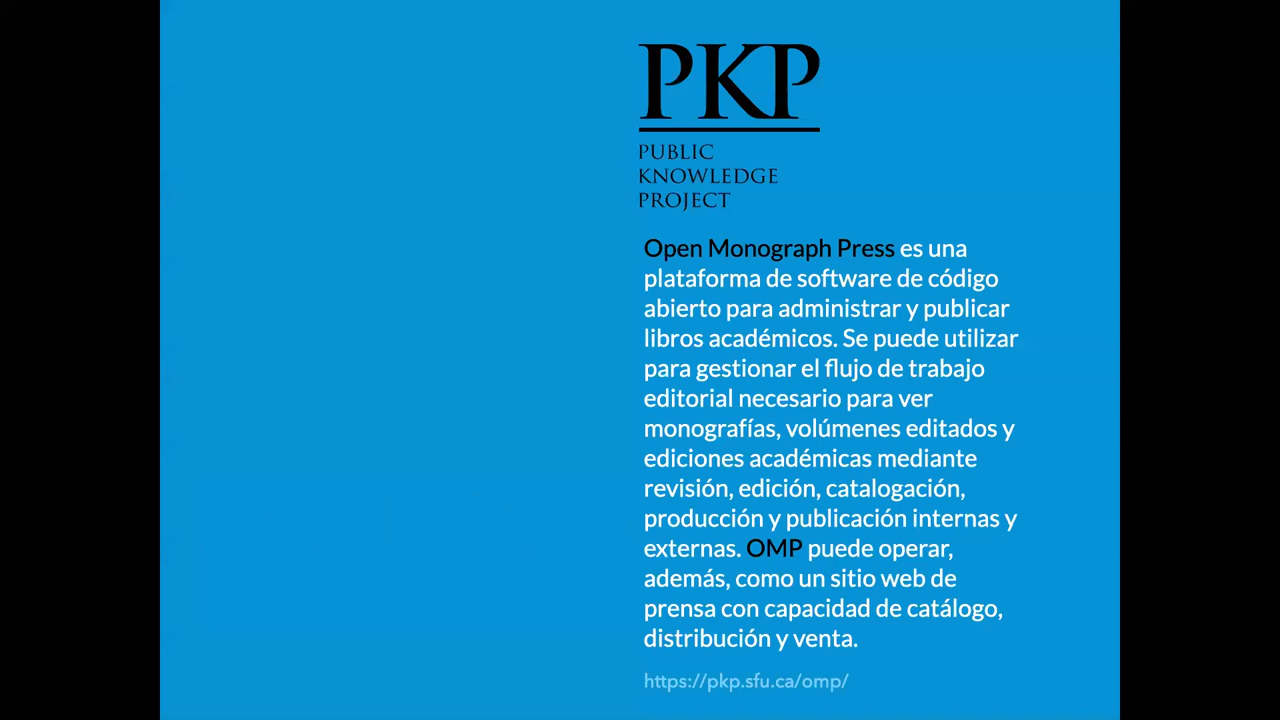 PKP
PUBLIC
KNOWLEDGE
PROJECT
Open Monograph Press es una
plataforma de software de código
abierto para administrar y publicar
libros académicos. Se puede utilizar
para gestionar el flujo de trabajo
editorial necesario para ver
monografías, volúmenes editados y
ediciones académicas mediante
revisión, edición, catalogación,
producción y publicación internas y
externas. OMP puede operar,
además, como un sitio web de
prensa con capacidad de catálogo,
distribución y venta.
https://pkp.sfu.ca/omp/